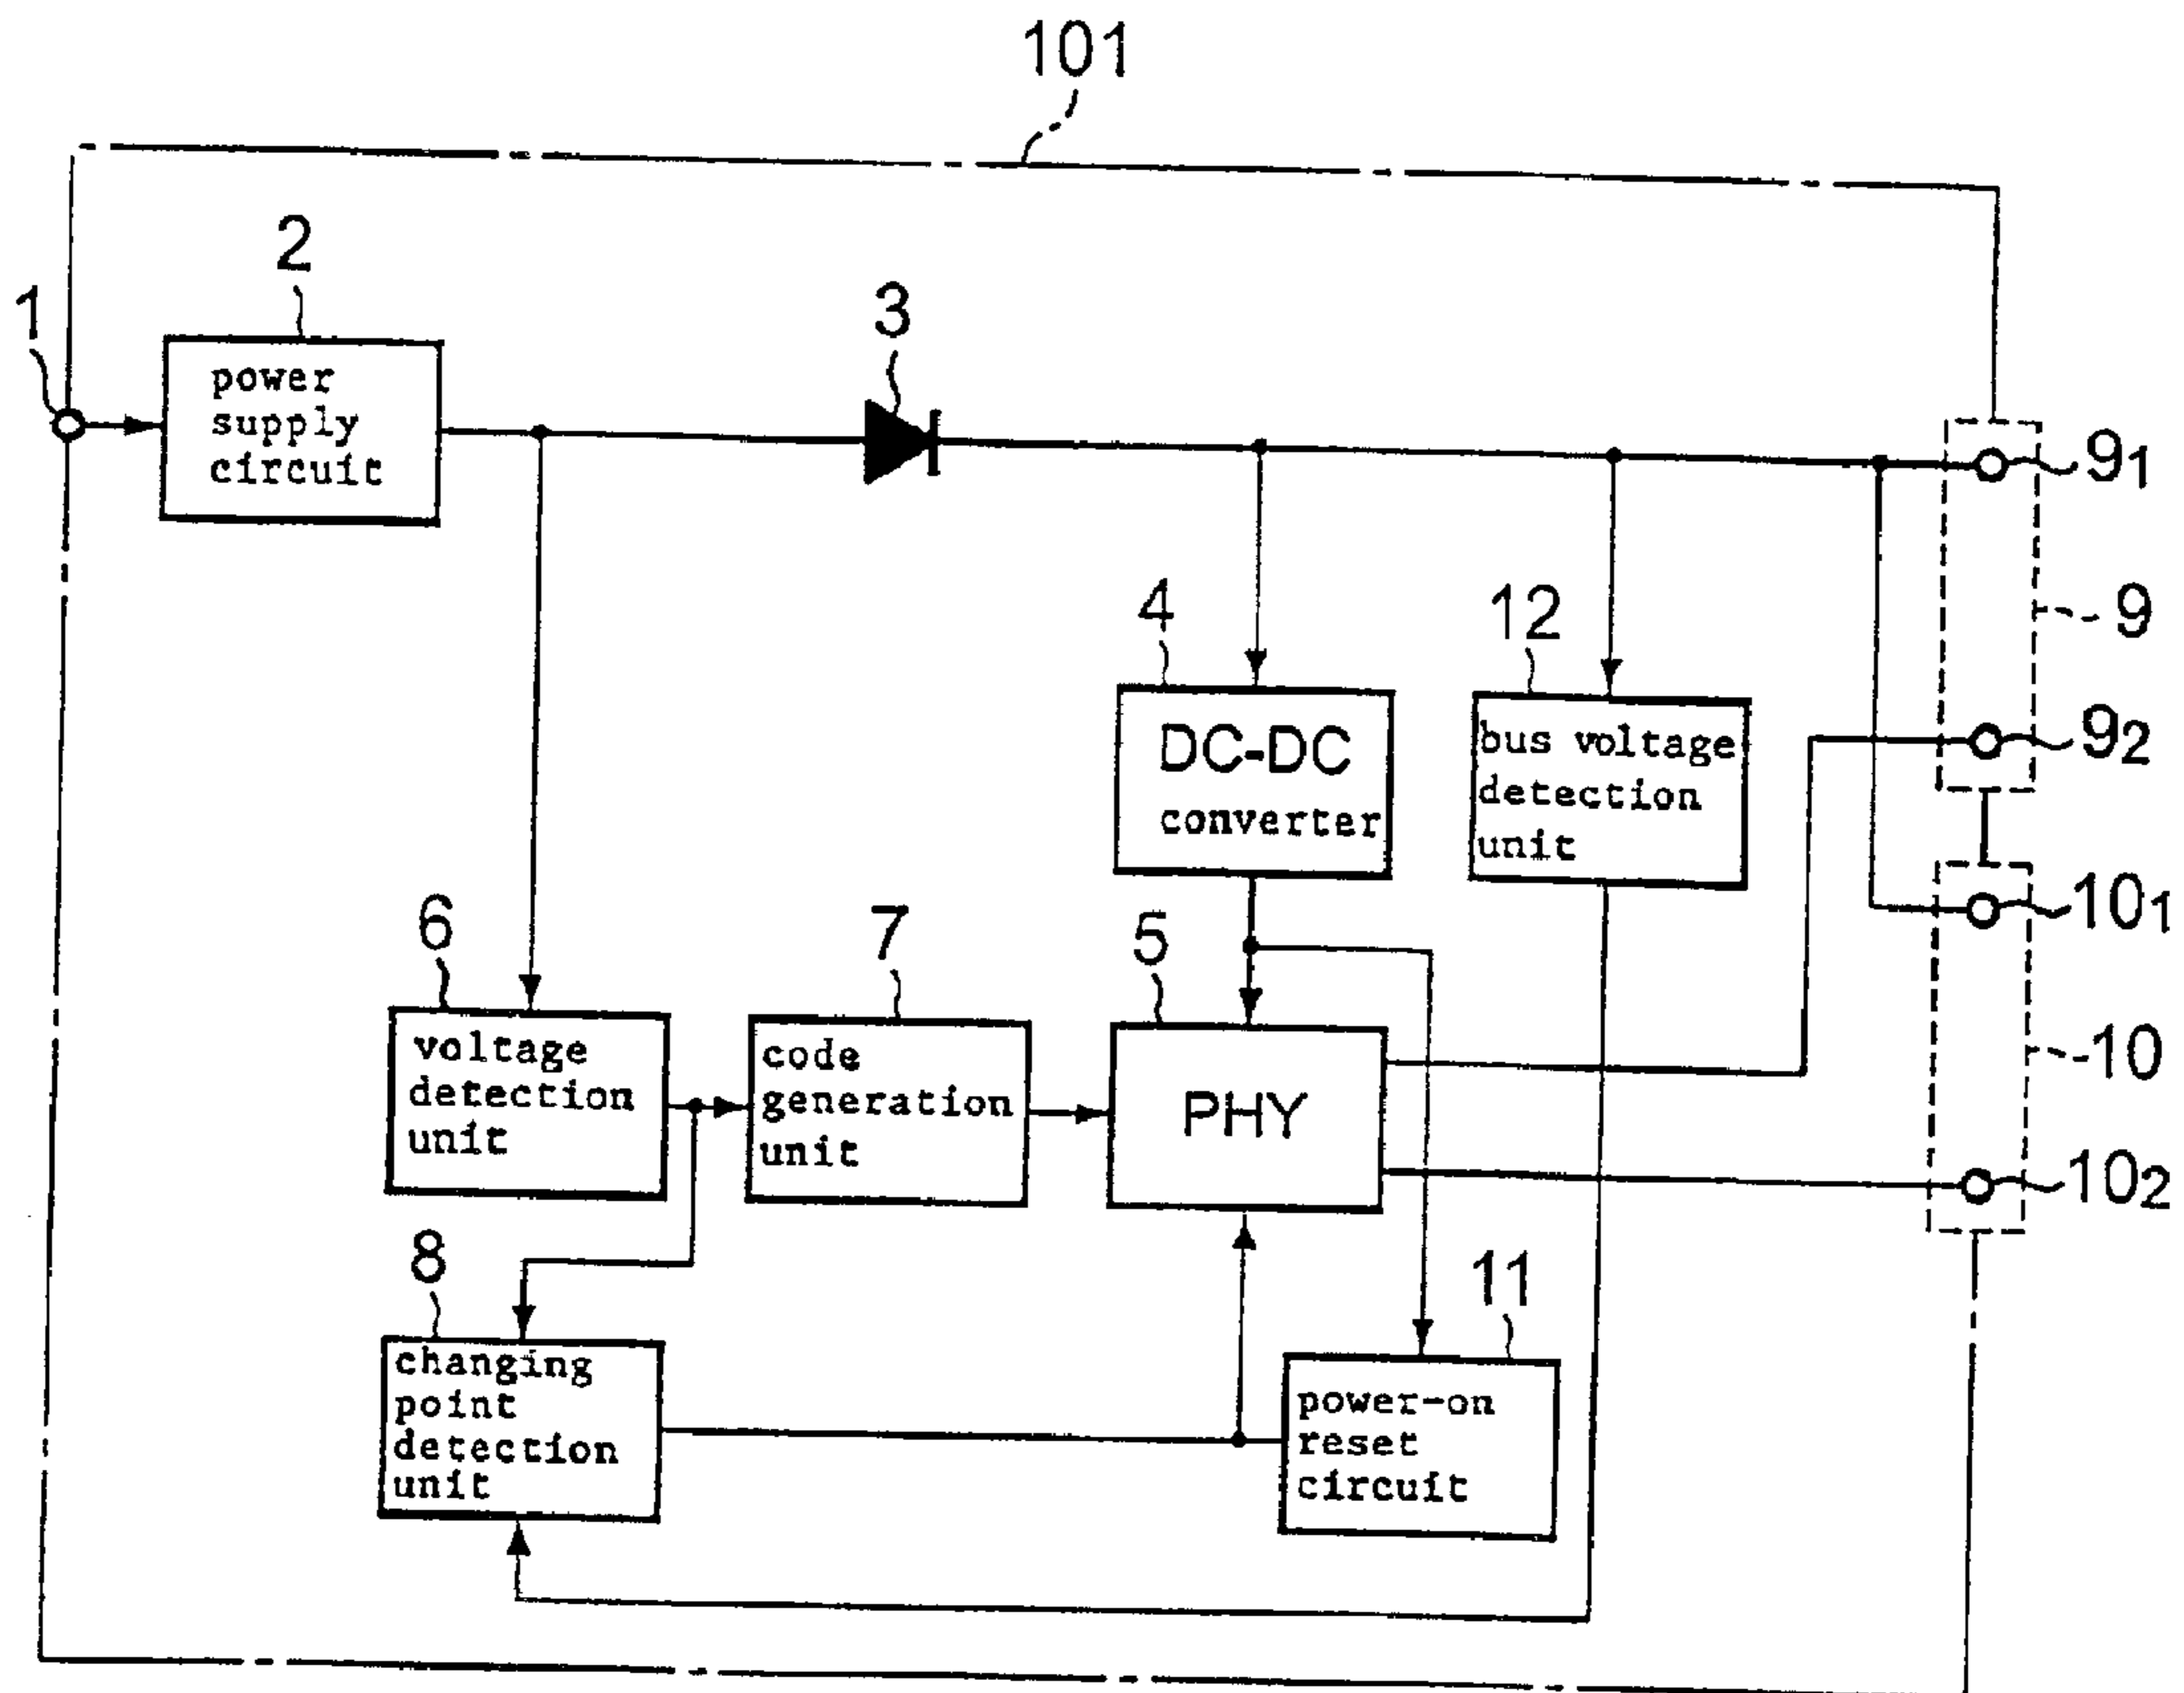 101
2
1
3
power
supply
circuit
9₁
4
12
9
DC-DC
converter
bus voltage
detection
unit
9₂
10₁
6
7
5
voltage
detection
unit
code
generation
unit
PHY
10
10₂
8
11
changing
point
detection
unit
power-on
reset
circuit